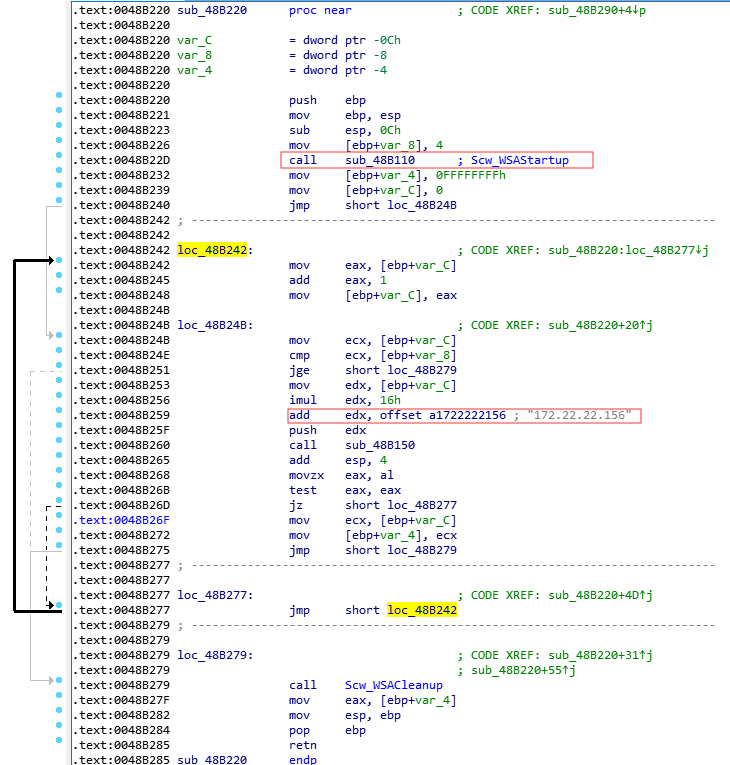 .text:0048B220 sub_48B220 proc near ; CODE XREF: sub_48B290+4↓p
.text:0048B220
.text:0048B220 var_C = dword ptr -0Ch
.text:0048B220 var_8 = dword ptr -8
.text:0048B220 var_4 = dword ptr -4
.text:0048B220
.text:0048B220 push ebp
.text:0048B221 mov ebp, esp
.text:0048B223 sub esp, 0Ch
.text:0048B226 mov [ebp+var_8], 4
.text:0048B22D call sub_48B110 ; Scw_WSAStartup
.text:0048B232 mov [ebp+var_4], 0FFFFFFFFh
.text:0048B239 mov [ebp+var_C], 0
.text:0048B240 jmp short loc_48B24B
.text:0048B242 ; ---------------------------------------------------------------------------
.text:0048B242
.text:0048B242 loc_48B242: ; CODE XREF: sub_48B220:loc_48B277↓j
.text:0048B242 mov eax, [ebp+var_C]
.text:0048B245 add eax, 1
.text:0048B248 mov [ebp+var_C], eax
.text:0048B24B
.text:0048B24B loc_48B24B: ; CODE XREF: sub_48B220+20↑j
.text:0048B24B mov ecx, [ebp+var_C]
.text:0048B24E cmp ecx, [ebp+var_8]
.text:0048B251 jge short loc_48B279
.text:0048B253 mov edx, [ebp+var_C]
.text:0048B256 imul edx, 16h
.text:0048B259 add edx, offset a1722222156 ; "172.22.22.156"
.text:0048B25F push edx
.text:0048B260 call sub_48B150
.text:0048B265 add esp, 4
.text:0048B268 movzx eax, al
.text:0048B26B test eax, eax
.text:0048B26D jz short loc_48B277
.text:0048B26F mov ecx, [ebp+var_C]
.text:0048B272 mov [ebp+var_4], ecx
.text:0048B275 jmp short loc_48B279
.text:0048B277 ; ---------------------------------------------------------------------------
.text:0048B277
.text:0048B277 loc_48B277: ; CODE XREF: sub_48B220+4D↑j
.text:0048B277 jmp short loc_48B242
.text:0048B279 ; ---------------------------------------------------------------------------
.text:0048B279
.text:0048B279 loc_48B279: ; CODE XREF: sub_48B220+31↑j
.text:0048B279 ; sub_48B220+55↑j
.text:0048B279 call Scw_WSACleanup
.text:0048B27F mov eax, [ebp+var_4]
.text:0048B282 mov esp, ebp
.text:0048B284 pop ebp
.text:0048B285 retn
.text:0048B285 sub_48B220 endp